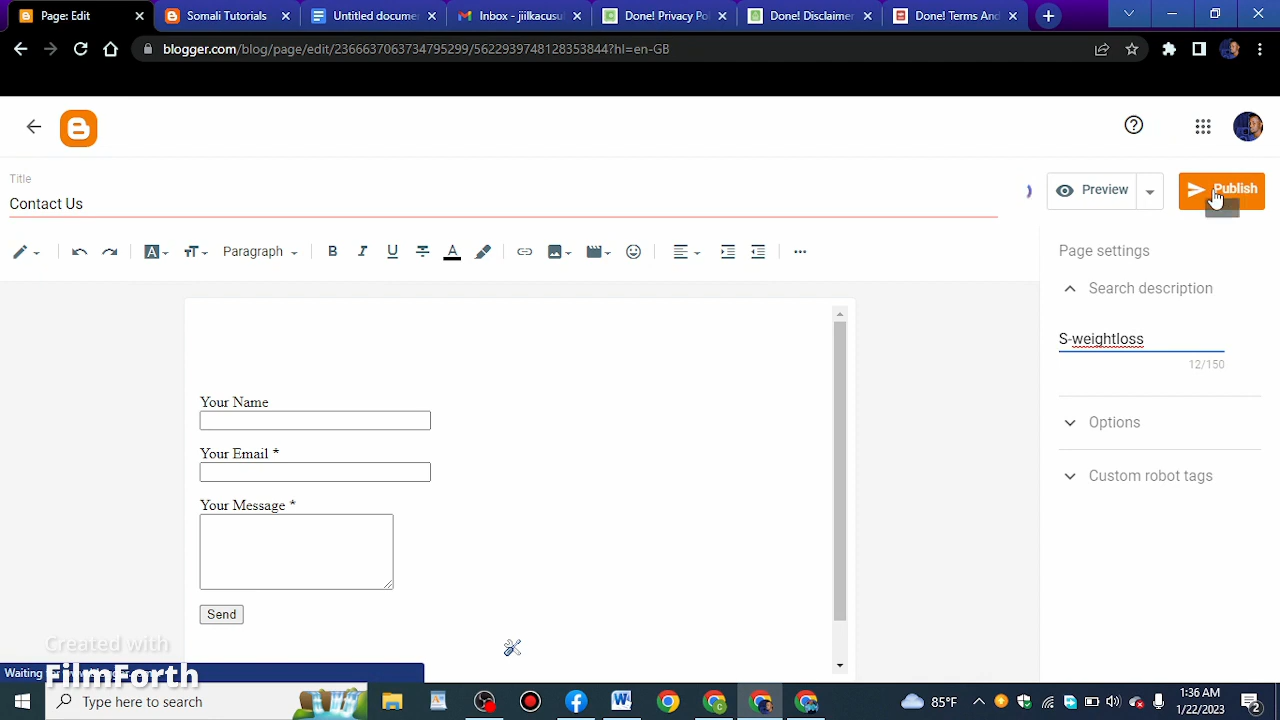 Page: Edit
Somali Tutorials
Untitled docume
Inbox - jiilkacusu
Done! Privacy Po
Done! Disclaimer
Done! Terms And
blogger.com/blog/page/edit/2366637063734795299/5622939748128353844?hl=en-GB
Title
Contact Us
Preview
Publish
Paragraph
B I U A
Page settings
Search description
S-weightloss
12/150
Options
Custom robot tags
Your Name
Your Email *
Your Message *
Send
Created with
FilmForth
Waiting
Type here to search
85°F
1:36 AM
1/22/2023
2